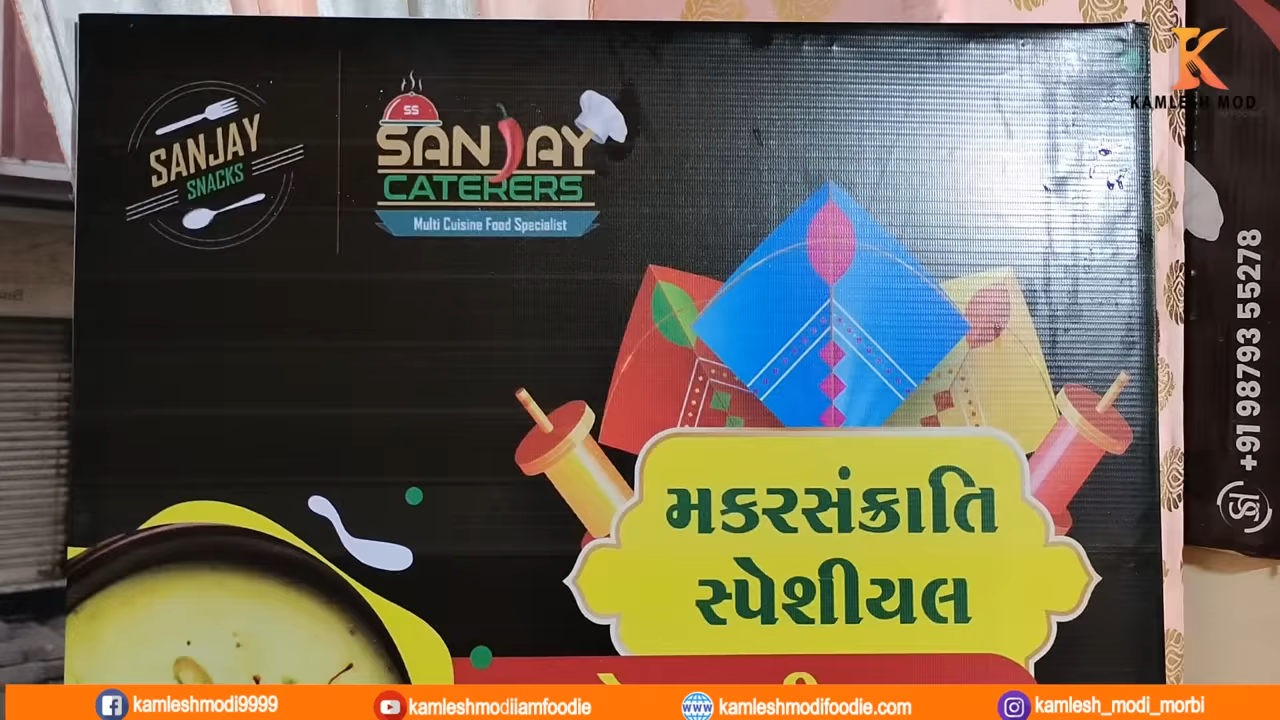 SANJAY
SNACKS
SS
SANJAY
CATERERS
Multi Cuisine Food Specialist
KAMLESH MOD
મકરસંક્રાતિ
સ્પેશીયલ
+91 98793 55278
kamleshmodi9999
kamleshmodiiamfoodie
www
kamleshmodifoodie.com
kamlesh_modi_morbi